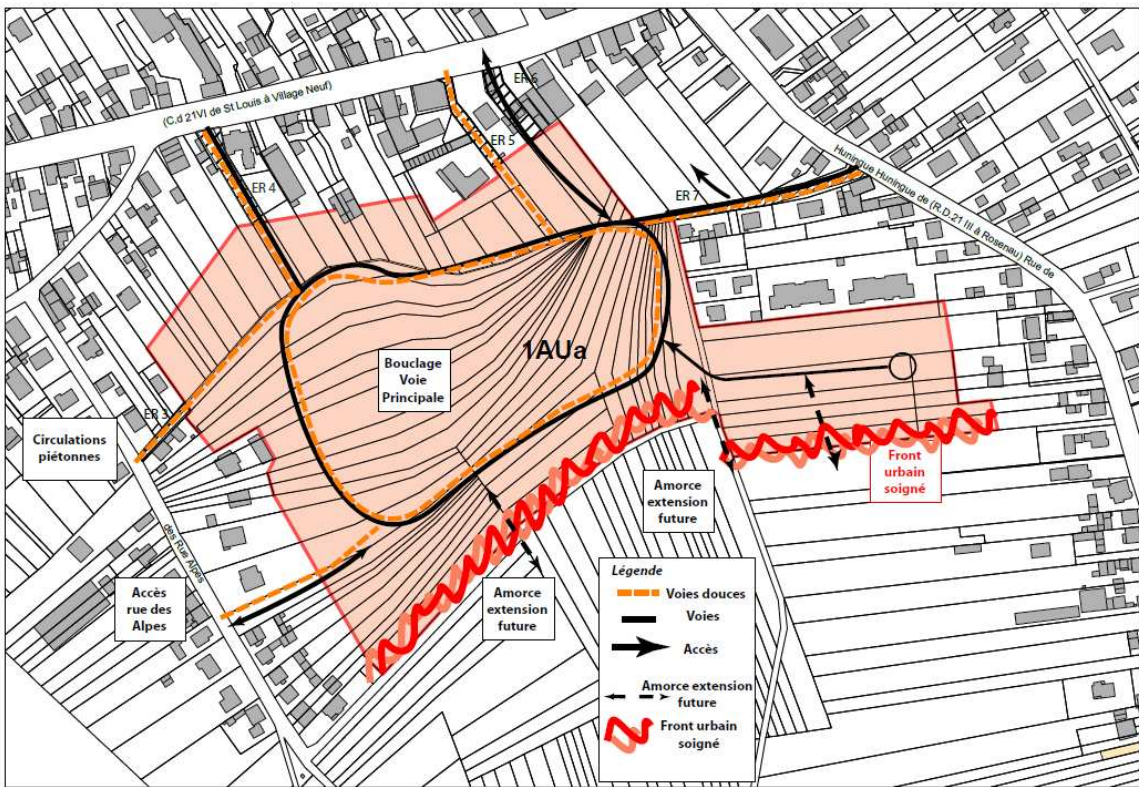 (C.d 21VI de St Louis à Village Neuf)
ER 6
ER 5
ER 4
ER 7
Huningue Huningue de (R.D.21 III à Rosenau) Rue de
1AUa
Bouclage
Voie
Principale
ER 3
Circulations
piétonnes
Front
urbain
soigné
Amorce
extension
future
des Rue Alpes
Accès
rue des
Alpes
Amorce
extension
future
Légende
Voies douces
Voies
Accès
Amorce extension
future
Front urbain
soigné